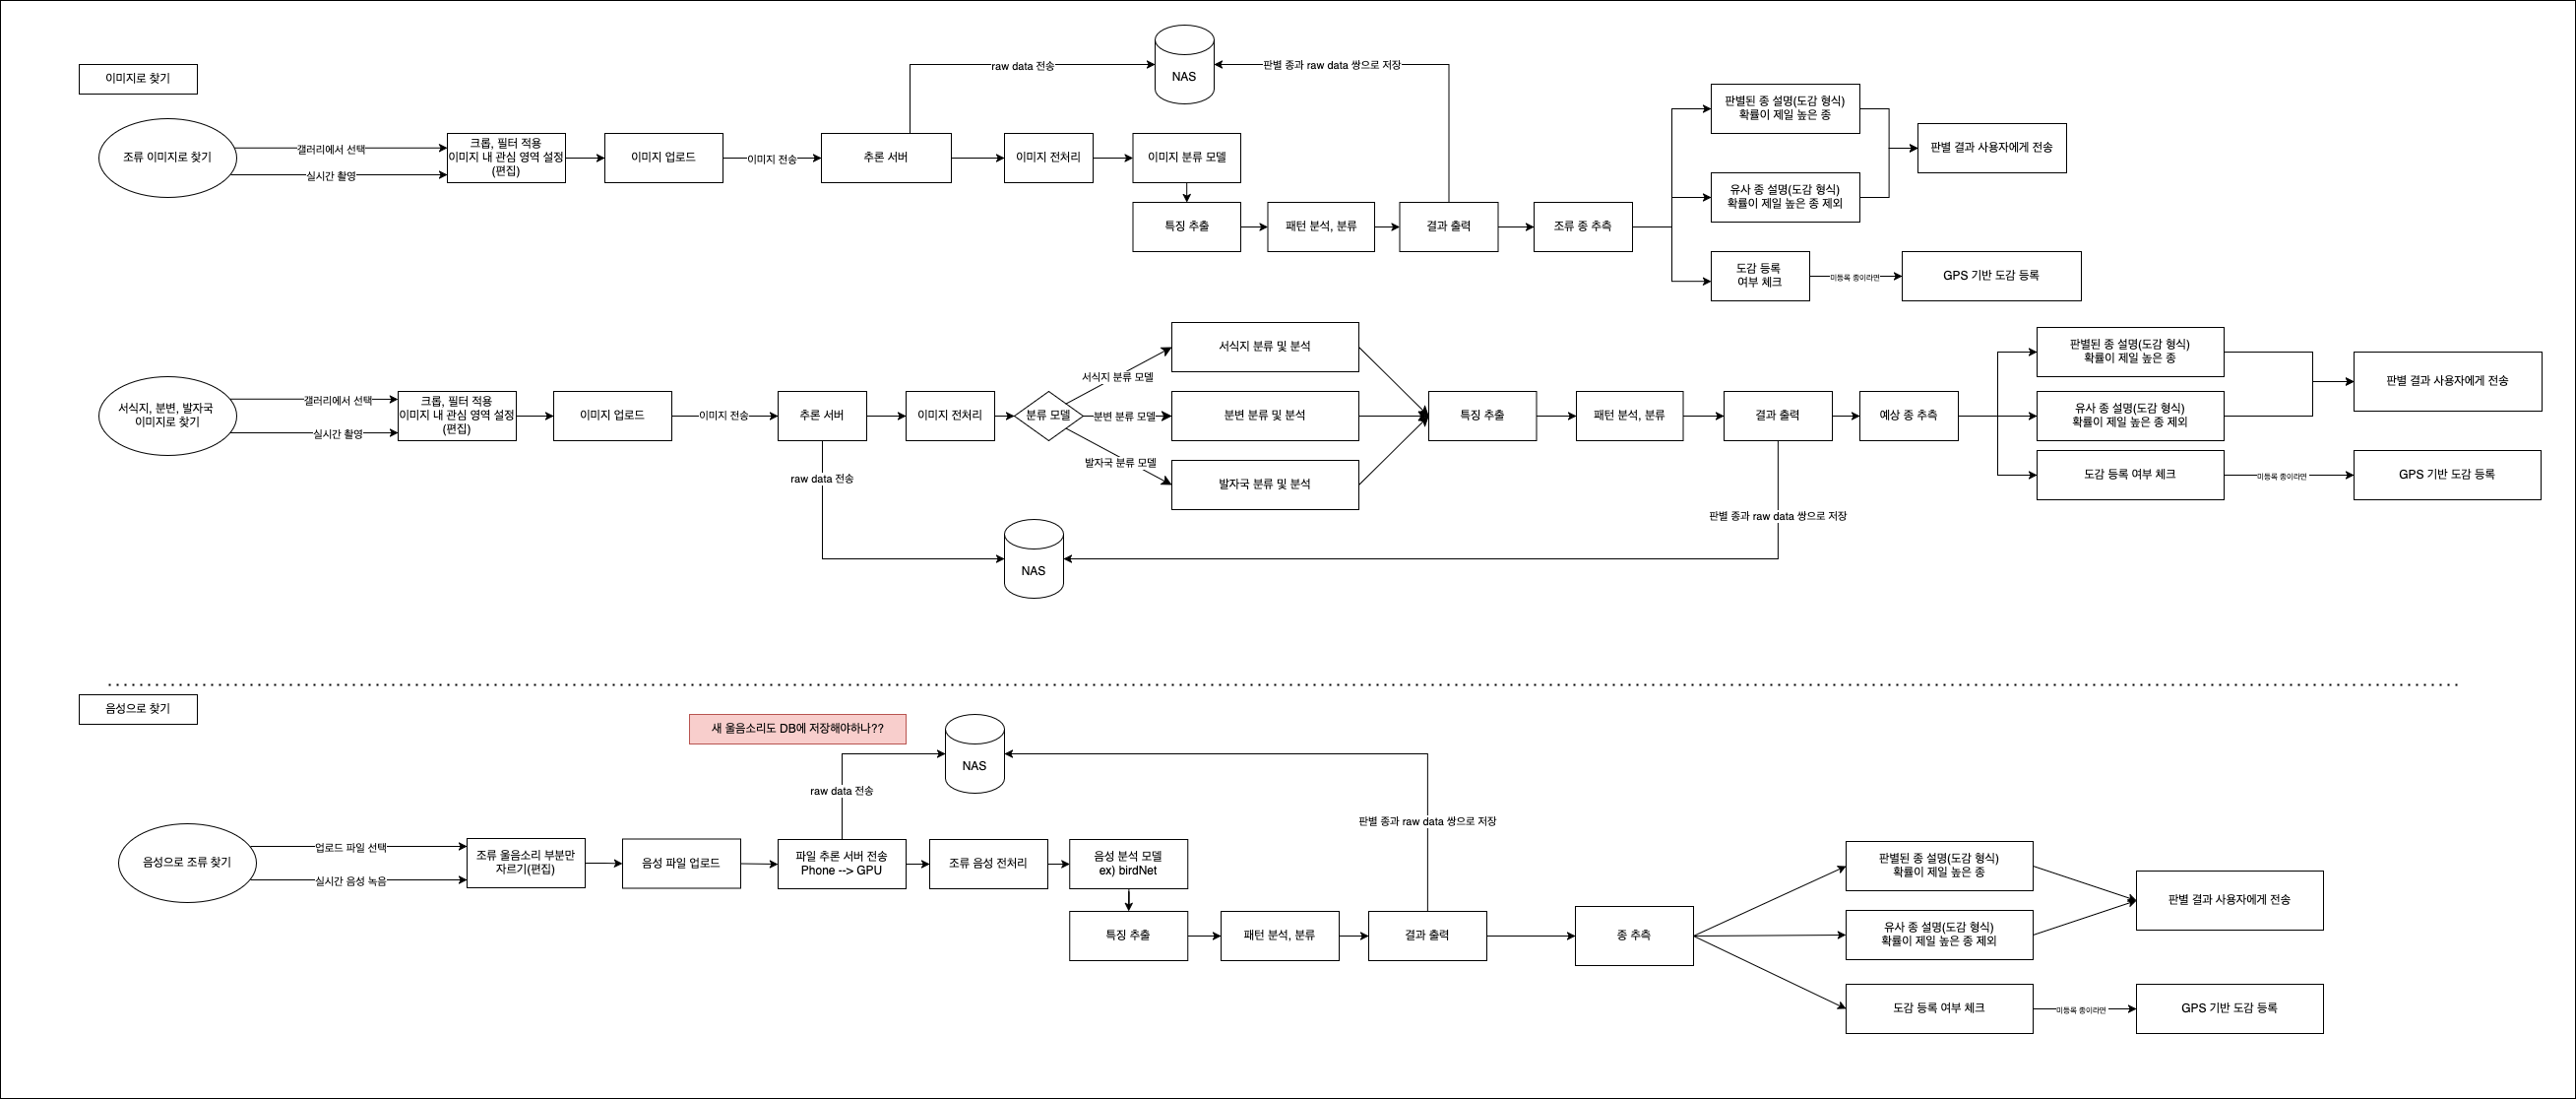 이미지로 찾기
NAS
raw data 전송
판별 종과 raw data 쌍으로 저장
조류 이미지로 찾기
갤러리에서 선택
실시간 촬영
크롭, 필터 적용
이미지 내 관심 영역 설정
(편집)
이미지 업로드
이미지 전송
추론 서버
이미지 전처리
이미지 분류 모델
특징 추출
패턴 분석, 분류
결과 출력
조류 종 추측
판별된 종 설명(도감 형식)
확률이 제일 높은 종
유사 종 설명(도감 형식)
확률이 제일 높은 종 제외
판별 결과 사용자에게 전송
도감 등록
여부 체크
미등록 종이라면
GPS 기반 도감 등록
서식지, 분변, 발자국
이미지로 찾기
갤러리에서 선택
실시간 촬영
크롭, 필터 적용
이미지 내 관심 영역 설정
(편집)
이미지 업로드
이미지 전송
추론 서버
이미지 전처리
분류 모델
서식지 분류 모델
분변 분류 모델
발자국 분류 모델
서식지 분류 및 분석
분변 분류 및 분석
발자국 분류 및 분석
특징 추출
패턴 분석, 분류
결과 출력
예상 종 추측
판별된 종 설명(도감 형식)
확률이 제일 높은 종
유사 종 설명(도감 형식)
확률이 제일 높은 종 제외
판별 결과 사용자에게 전송
도감 등록 여부 체크
미등록 종이라면
GPS 기반 도감 등록
raw data 전송
판별 종과 raw data 쌍으로 저장
NAS
음성으로 찾기
새 울음소리도 DB에 저장해야하나??
NAS
raw data 전송
판별 종과 raw data 쌍으로 저장
음성으로 조류 찾기
업로드 파일 선택
실시간 음성 녹음
조류 울음소리 부분만
자르기(편집)
음성 파일 업로드
파일 추론 서버 전송
Phone --> GPU
조류 음성 전처리
음성 분석 모델
ex) birdNet
특징 추출
패턴 분석, 분류
결과 출력
종 추측
판별된 종 설명(도감 형식)
확률이 제일 높은 종
유사 종 설명(도감 형식)
확률이 제일 높은 종 제외
판별 결과 사용자에게 전송
도감 등록 여부 체크
미등록 종이라면
GPS 기반 도감 등록